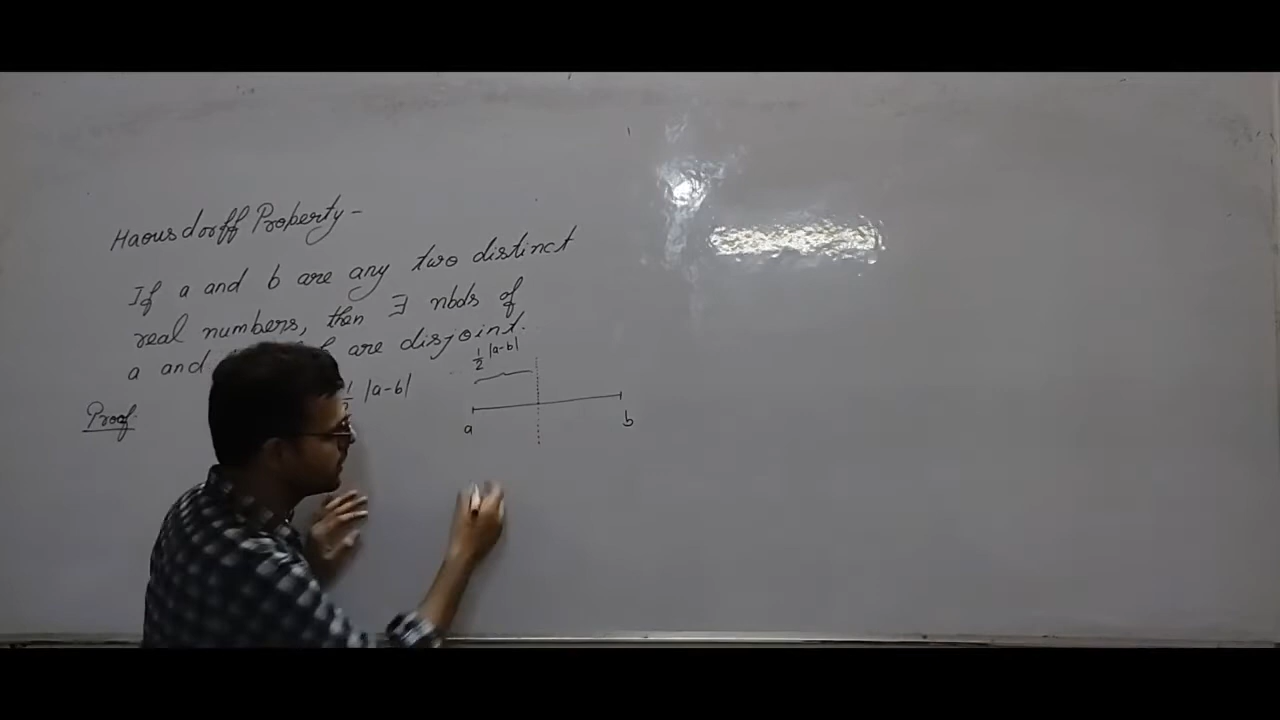 Haousdorff Property-
If a and b are any two distinct
real numbers, then ∃ nbds of
a and are disjoint.
Proof. |a-b|
1/2 |a-b|
a b